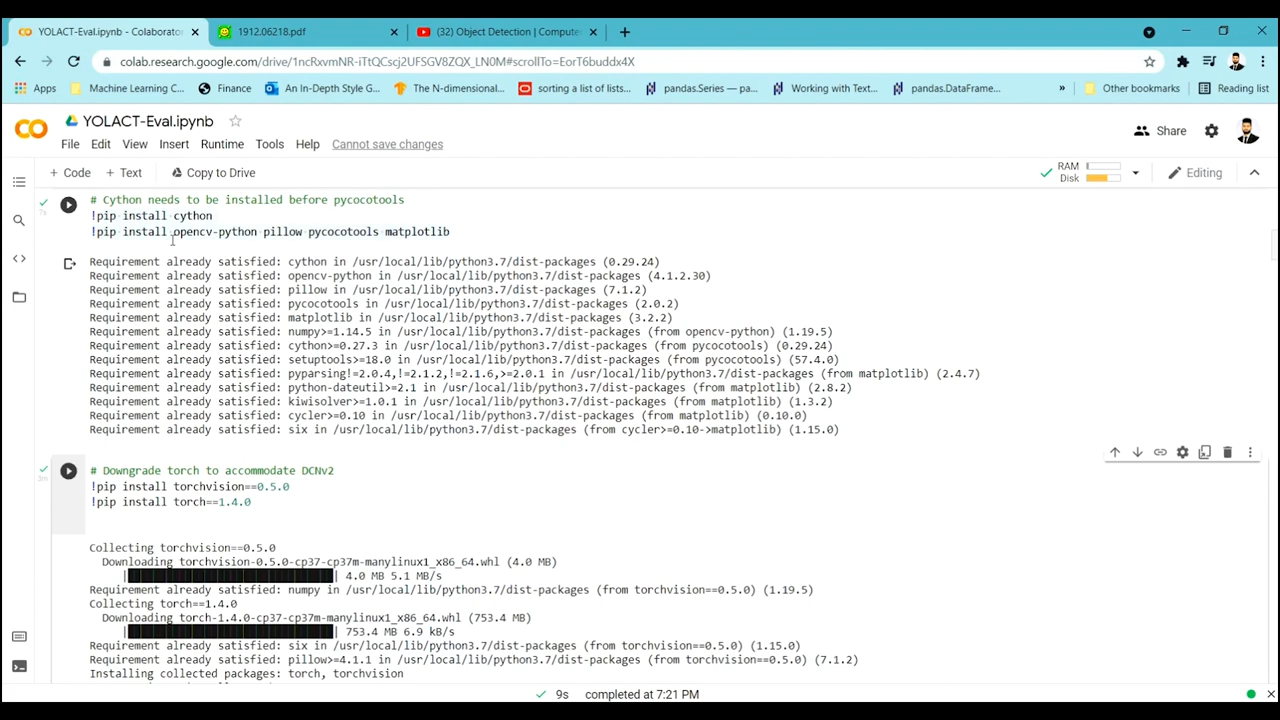 YOLACT-Eval.ipynb - Colaborato
1912.06218.pdf
(32) Object Detection | Compute
colab.research.google.com/drive/1ncRxvmNR-iTtQCscj2UFSGV8ZQX_LN0M#scrollTo=EorT6buddx4X
Apps
Machine Learning C...
Finance
An In-Depth Style G...
The N-dimensional...
sorting a list of lists...
pandas.Series — pa...
Working with Text...
pandas.DataFrame...
»
Other bookmarks
Reading list
YOLACT-Eval.ipynb
Share
File Edit View Insert Runtime Tools Help Cannot save changes
+ Code + Text Copy to Drive
RAM
Disk
Editing
7s
# Cython needs to be installed before pycocotools
!pip install cython
!pip install opencv-python pillow pycocotools matplotlib
Requirement already satisfied: cython in /usr/local/lib/python3.7/dist-packages (0.29.24)
Requirement already satisfied: opencv-python in /usr/local/lib/python3.7/dist-packages (4.1.2.30)
Requirement already satisfied: pillow in /usr/local/lib/python3.7/dist-packages (7.1.2)
Requirement already satisfied: pycocotools in /usr/local/lib/python3.7/dist-packages (2.0.2)
Requirement already satisfied: matplotlib in /usr/local/lib/python3.7/dist-packages (3.2.2)
Requirement already satisfied: numpy>=1.14.5 in /usr/local/lib/python3.7/dist-packages (from opencv-python) (1.19.5)
Requirement already satisfied: cython>=0.27.3 in /usr/local/lib/python3.7/dist-packages (from pycocotools) (0.29.24)
Requirement already satisfied: setuptools>=18.0 in /usr/local/lib/python3.7/dist-packages (from pycocotools) (57.4.0)
Requirement already satisfied: pyparsing!=2.0.4,!=2.1.2,!=2.1.6,>=2.0.1 in /usr/local/lib/python3.7/dist-packages (from matplotlib) (2.4.7)
Requirement already satisfied: python-dateutil>=2.1 in /usr/local/lib/python3.7/dist-packages (from matplotlib) (2.8.2)
Requirement already satisfied: kiwisolver>=1.0.1 in /usr/local/lib/python3.7/dist-packages (from matplotlib) (1.3.2)
Requirement already satisfied: cycler>=0.10 in /usr/local/lib/python3.7/dist-packages (from matplotlib) (0.10.0)
Requirement already satisfied: six in /usr/local/lib/python3.7/dist-packages (from cycler>=0.10->matplotlib) (1.15.0)
3m
# Downgrade torch to accommodate DCNv2
!pip install torchvision==0.5.0
!pip install torch==1.4.0
Collecting torchvision==0.5.0
Downloading torchvision-0.5.0-cp37-cp37m-manylinux1_x86_64.whl (4.0 MB)
| | 4.0 MB 5.1 MB/s
Requirement already satisfied: numpy in /usr/local/lib/python3.7/dist-packages (from torchvision==0.5.0) (1.19.5)
Collecting torch==1.4.0
Downloading torch-1.4.0-cp37-cp37m-manylinux1_x86_64.whl (753.4 MB)
| | 753.4 MB 6.9 kB/s
Requirement already satisfied: six in /usr/local/lib/python3.7/dist-packages (from torchvision==0.5.0) (1.15.0)
Requirement already satisfied: pillow>=4.1.1 in /usr/local/lib/python3.7/dist-packages (from torchvision==0.5.0) (7.1.2)
Installing collected packages: torch, torchvision
9s completed at 7:21 PM